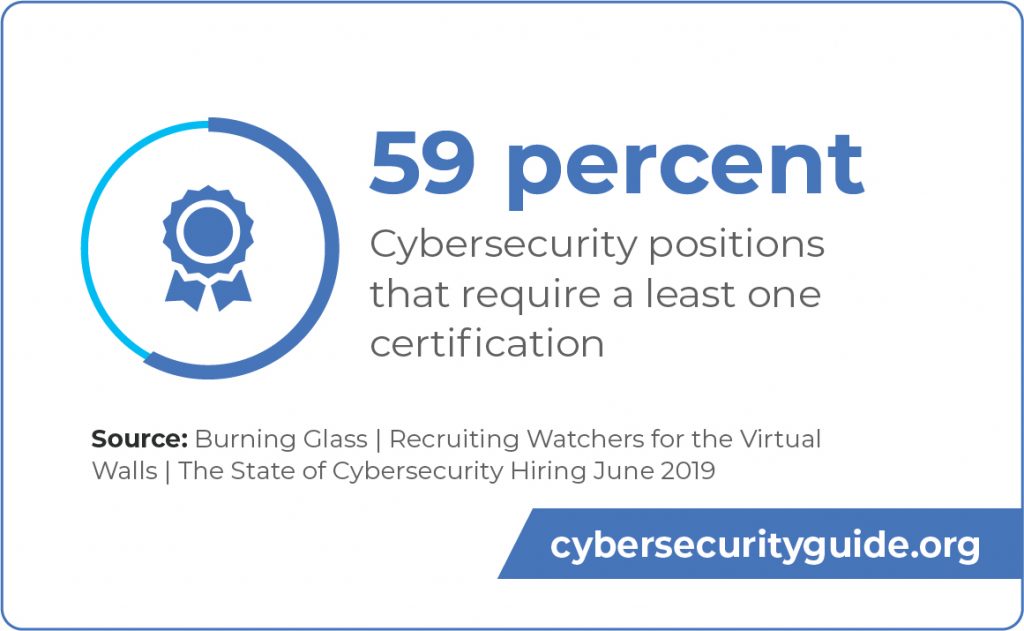 59 percent
Cybersecurity positions
that require a least one
certification
Source: Burning Glass | Recruiting Watchers for the Virtual
Walls | The State of Cybersecurity Hiring June 2019
cybersecurityguide.org